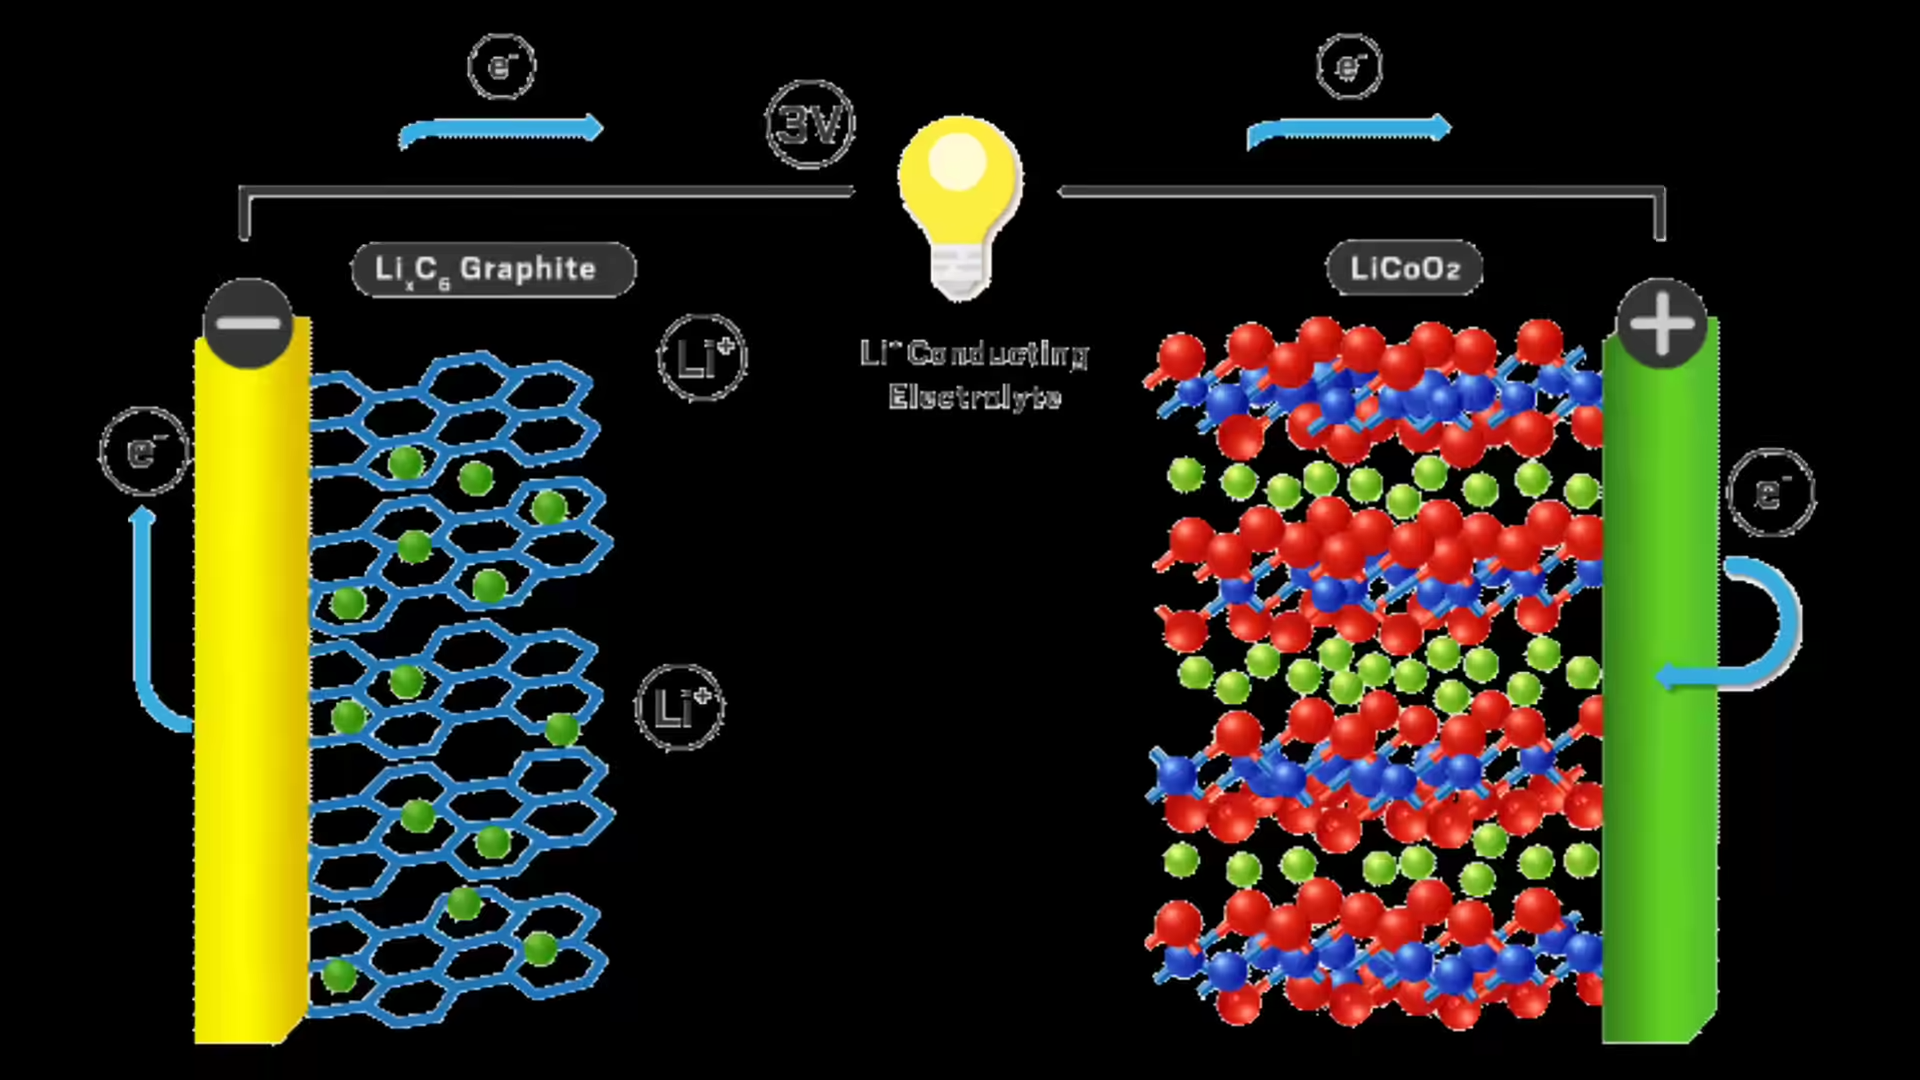 e⁻
e⁻
3V
LiₓC₆ Graphite
LiCoO₂
Li⁺
Li⁺ Conducting
Electrolyte
e⁻
e⁻
Li⁺